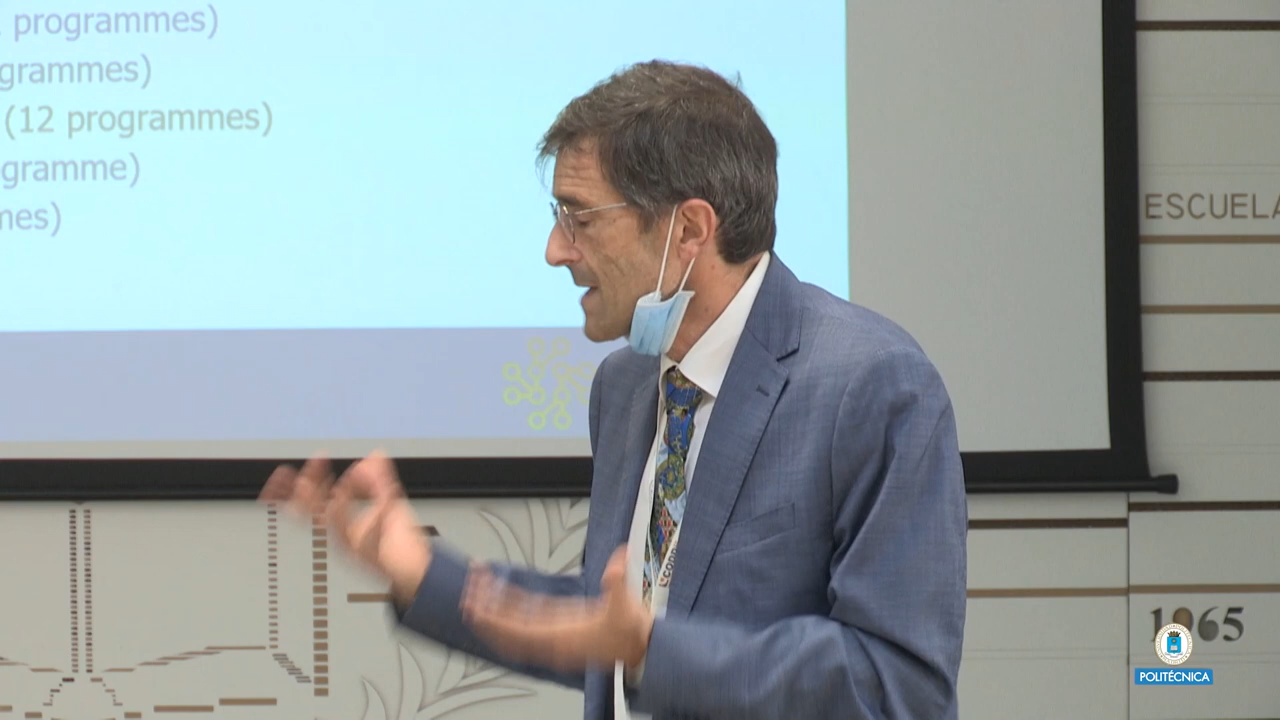 programmes)
grammes)
(12 programmes)
gramme)
mes)
ESCUELA
1965
POLITÉCNICA